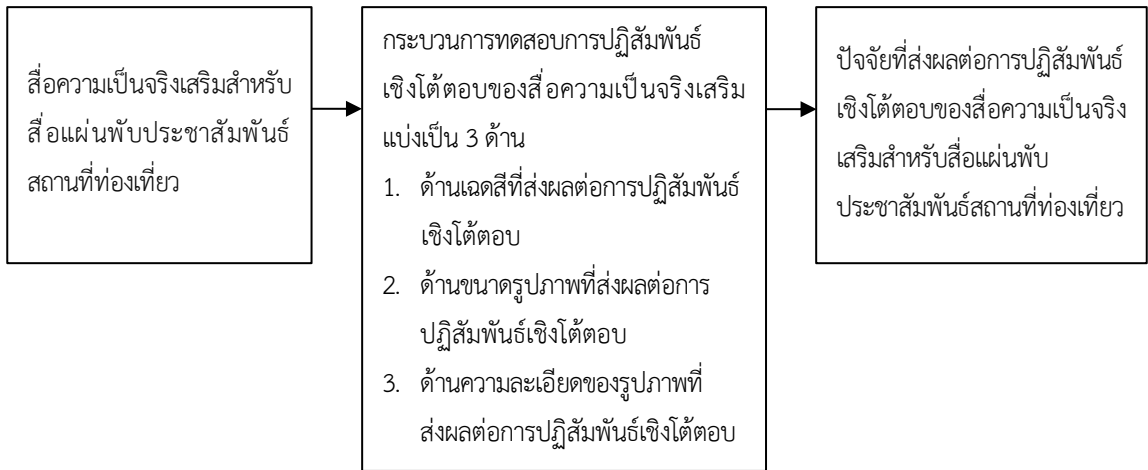 สื่อความเป็นจริงเสริมสำหรับ
สื่อแผ่นพับประชาสัมพันธ์
สถานที่ท่องเที่ยว
กระบวนการทดสอบการปฏิสัมพันธ์
เชิงโต้ตอบของสื่อความเป็นจริงเสริม
แบ่งเป็น 3 ด้าน
1. ด้านเฉดสีที่ส่งผลต่อการปฏิสัมพันธ์
เชิงโต้ตอบ
2. ด้านขนาดรูปภาพที่ส่งผลต่อการ
ปฏิสัมพันธ์เชิงโต้ตอบ
3. ด้านความละเอียดของรูปภาพที่
ส่งผลต่อการปฏิสัมพันธ์เชิงโต้ตอบ
ปัจจัยที่ส่งผลต่อการปฏิสัมพันธ์
เชิงโต้ตอบของสื่อความเป็นจริง
เสริมสำหรับสื่อแผ่นพับ
ประชาสัมพันธ์สถานที่ท่องเที่ยว